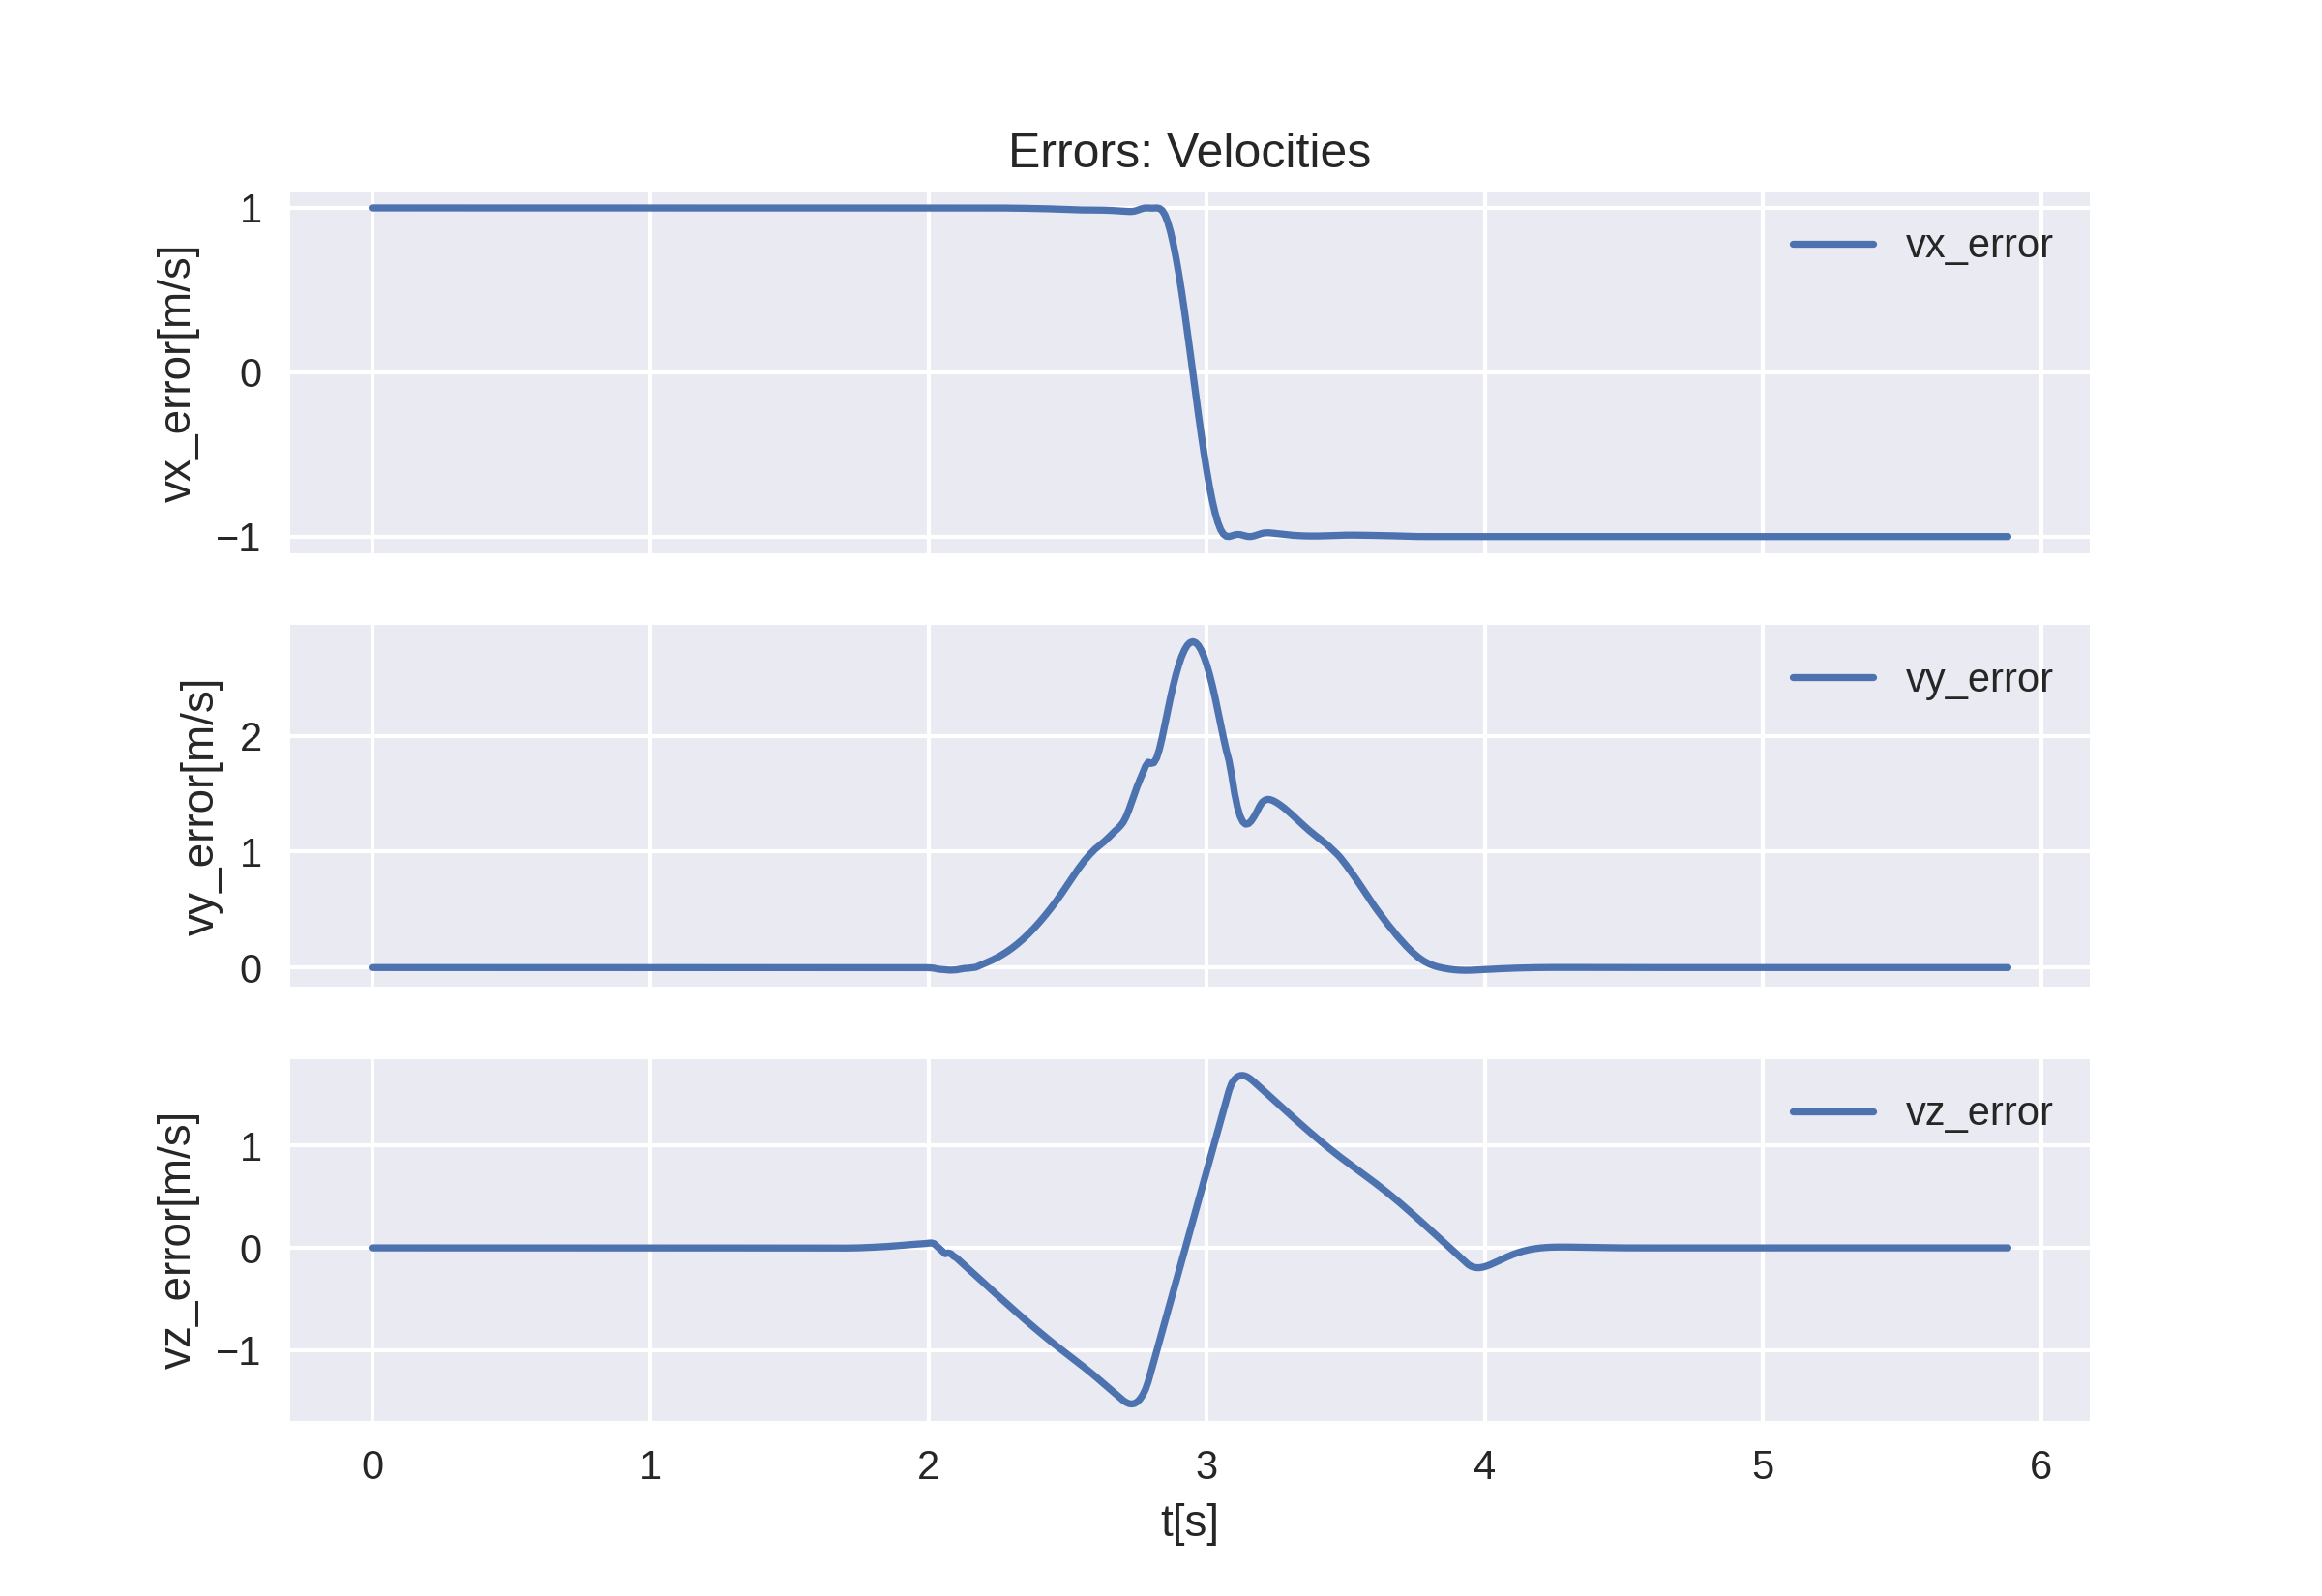 Errors: Velocities
1
0
−1
vx_error[m/s]
vx_error
2
1
0
vy_error[m/s]
vy_error
1
0
−1
vz_error[m/s]
vz_error
0 1 2 3 4 5 6
t[s]